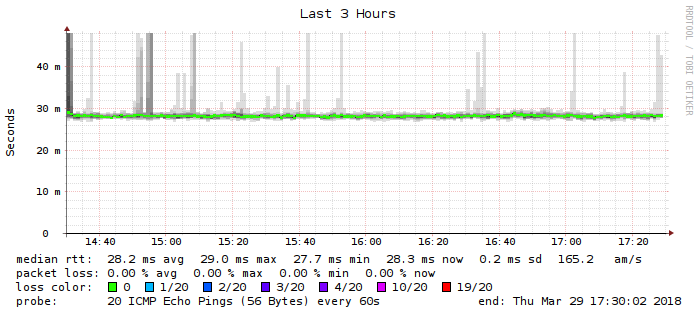 Last 3 Hours
RRDTOOL / TOBI OETIKER
Seconds
40 m
30 m
20 m
10 m
0
14:40 15:00 15:20 15:40 16:00 16:20 16:40 17:00 17:20
median rtt: 28.2 ms avg 29.0 ms max 27.7 ms min 28.3 ms now 0.2 ms sd 165.2 am/s
packet loss: 0.00 % avg 0.00 % max 0.00 % min 0.00 % now
loss color: 0 1/20 2/20 3/20 4/20 10/20 19/20
probe: 20 ICMP Echo Pings (56 Bytes) every 60s end: Thu Mar 29 17:30:02 2018